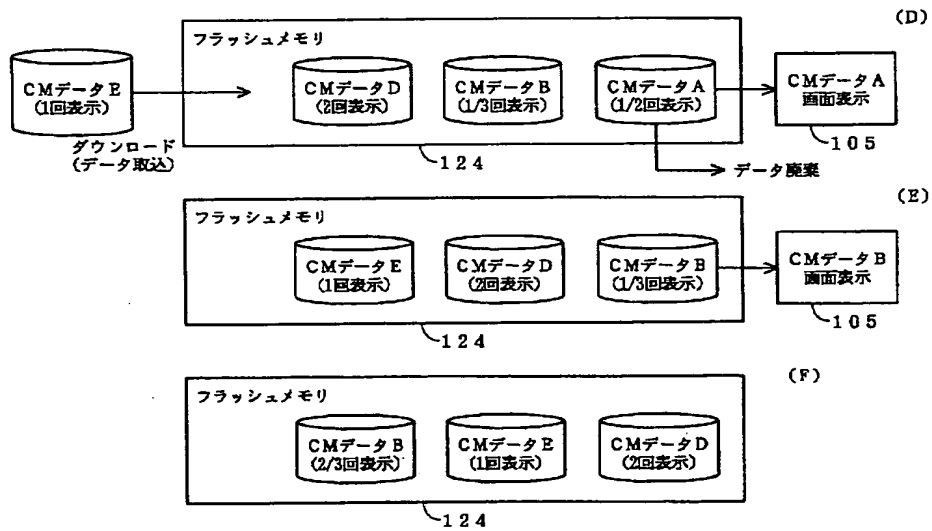 (D)
フラッシュメモリ
CMデータE
(1回表示)
CMデータD
(2回表示)
CMデータB
(1/3回表示)
CMデータA
(1/2回表示)
CMデータA
画面表示
ダウンロード
(データ取込)
124
105
データ廃棄
(E)
フラッシュメモリ
CMデータE
(1回表示)
CMデータD
(2回表示)
CMデータB
(1/3回表示)
CMデータB
画面表示
124
105
(F)
フラッシュメモリ
CMデータB
(2/3回表示)
CMデータE
(1回表示)
CMデータD
(2回表示)
124